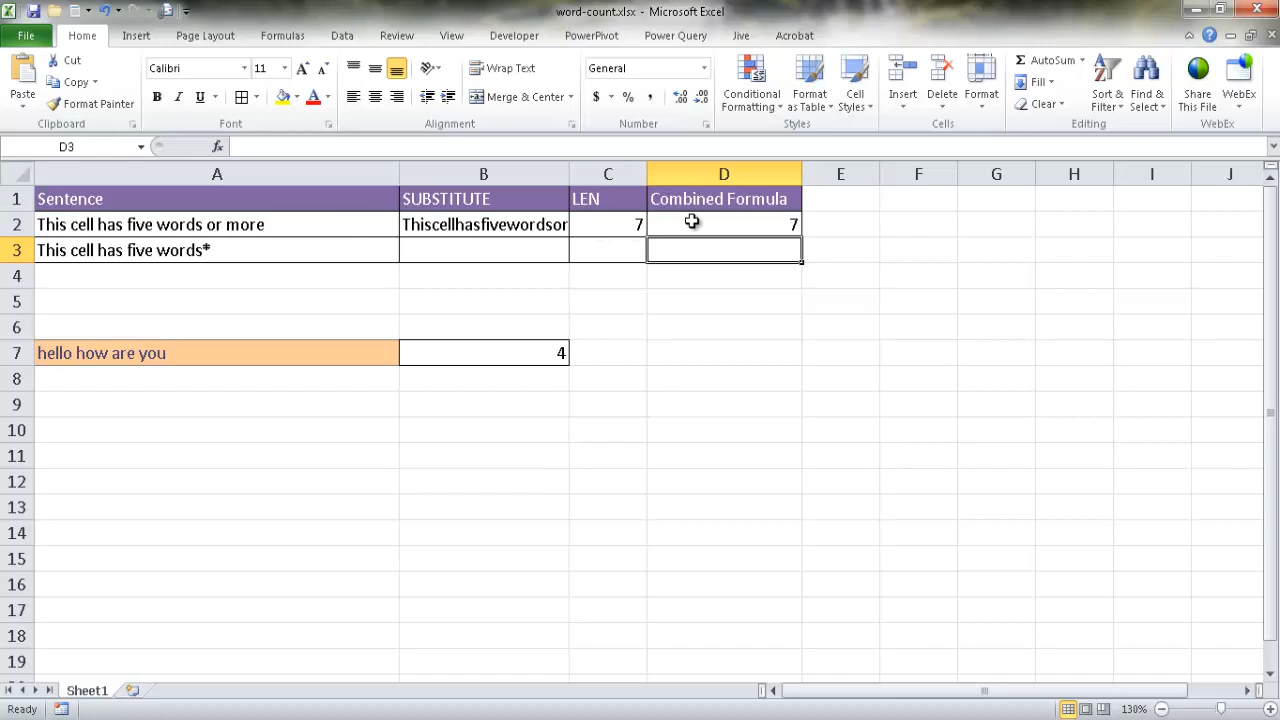 word-count.xlsx - Microsoft Excel
File Home Insert Page Layout Formulas Data Review View Developer PowerPivot Power Query Jive Acrobat
Paste Cut Copy Format Painter Clipboard
Calibri 11 B I U A Font
Wrap Text Merge & Center Alignment
General $ % , Number
Conditional Formatting Format as Table Cell Styles Styles
Insert Delete Format Cells
Σ AutoSum Fill Clear Sort & Filter Find & Select Editing
Share This File WebEx WebEx
D3 fx
A B C D E F G H I J
1 Sentence SUBSTITUTE LEN Combined Formula
2 This cell has five words or more Thiscellhasfivewordsor 7 7
3 This cell has five words*
4
5
6
7 hello how are you 4
8
9
10
11
12
13
14
15
16
17
18
19
Sheet1
Ready 130%